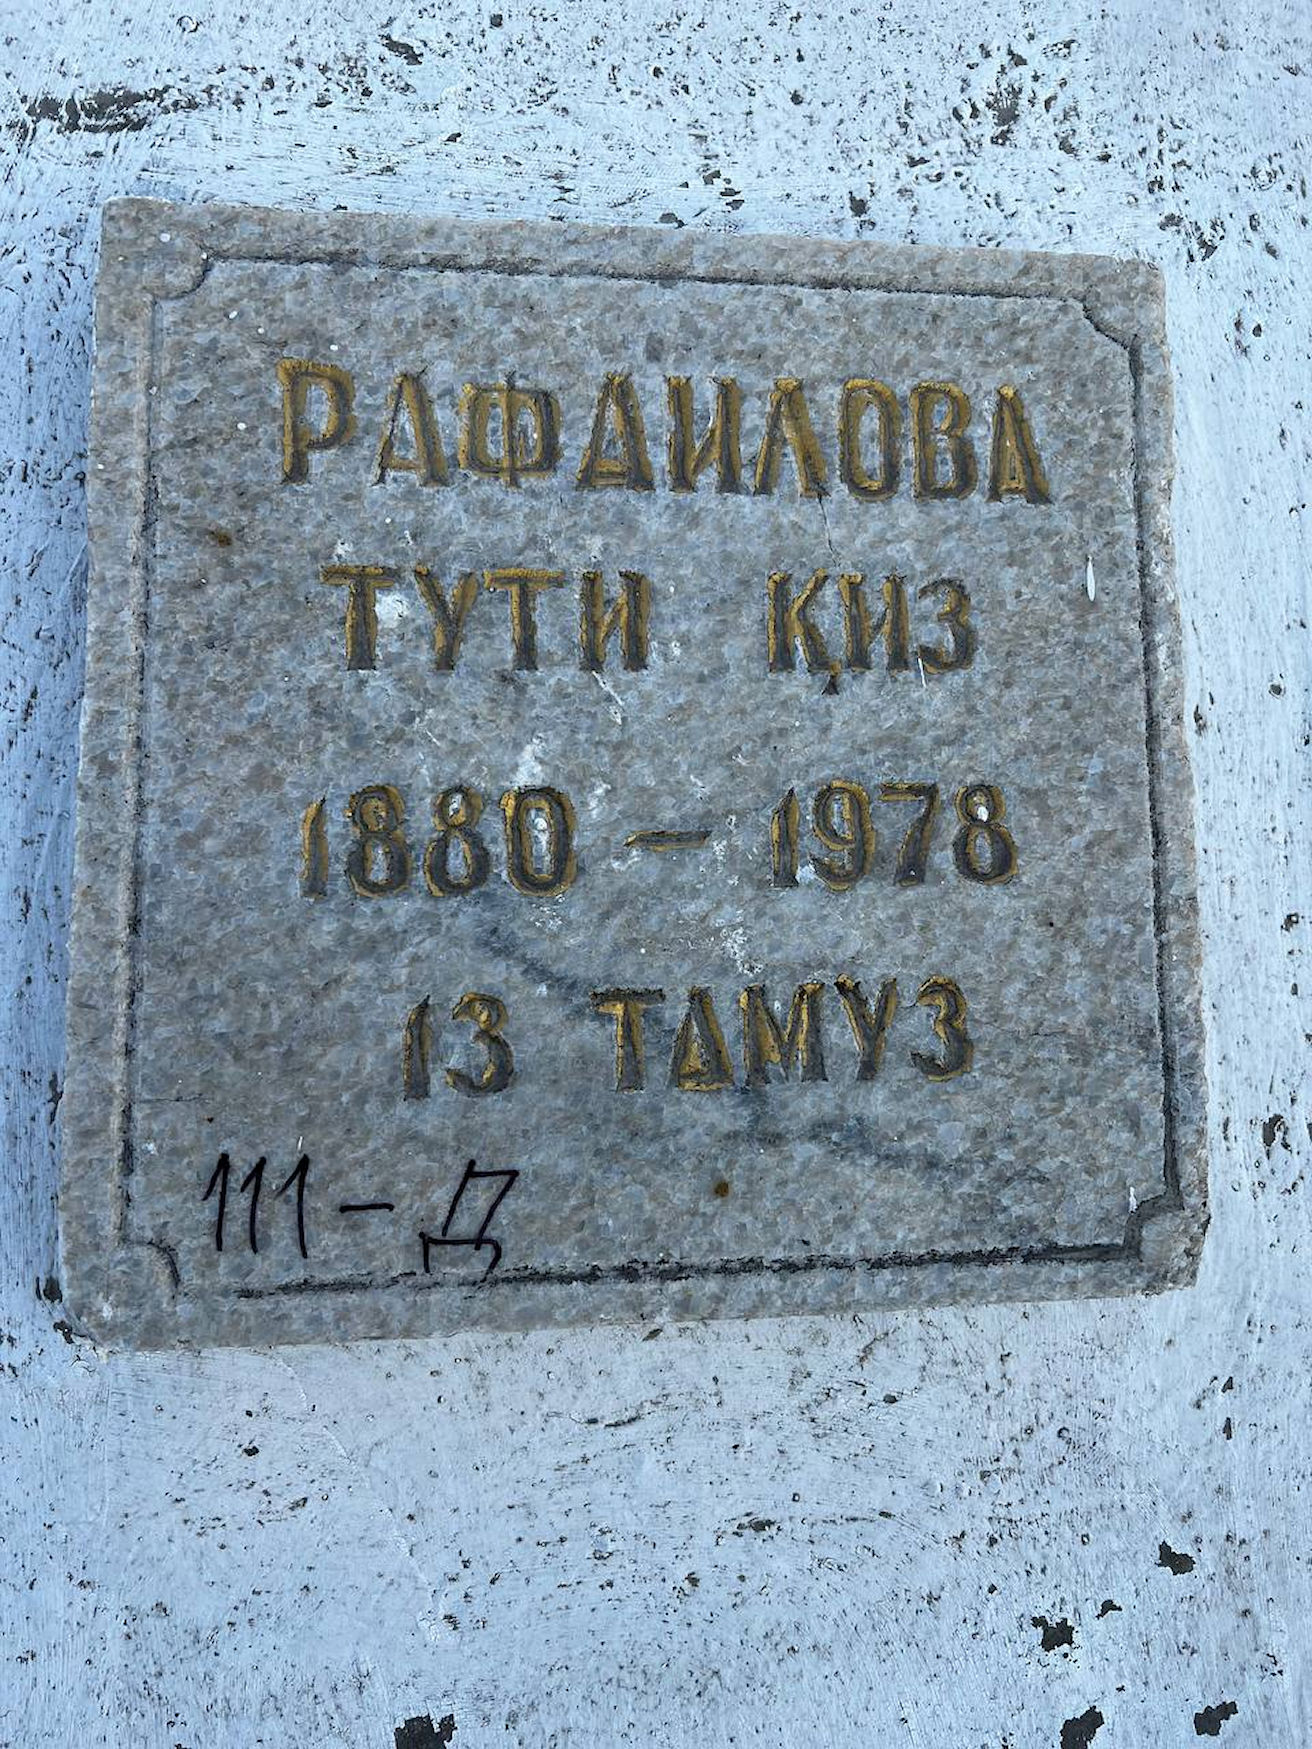 РАФАИЛОВА
ТУТИ ҚИЗ
1880 – 1978
13 ТАМУЗ
111 – Д